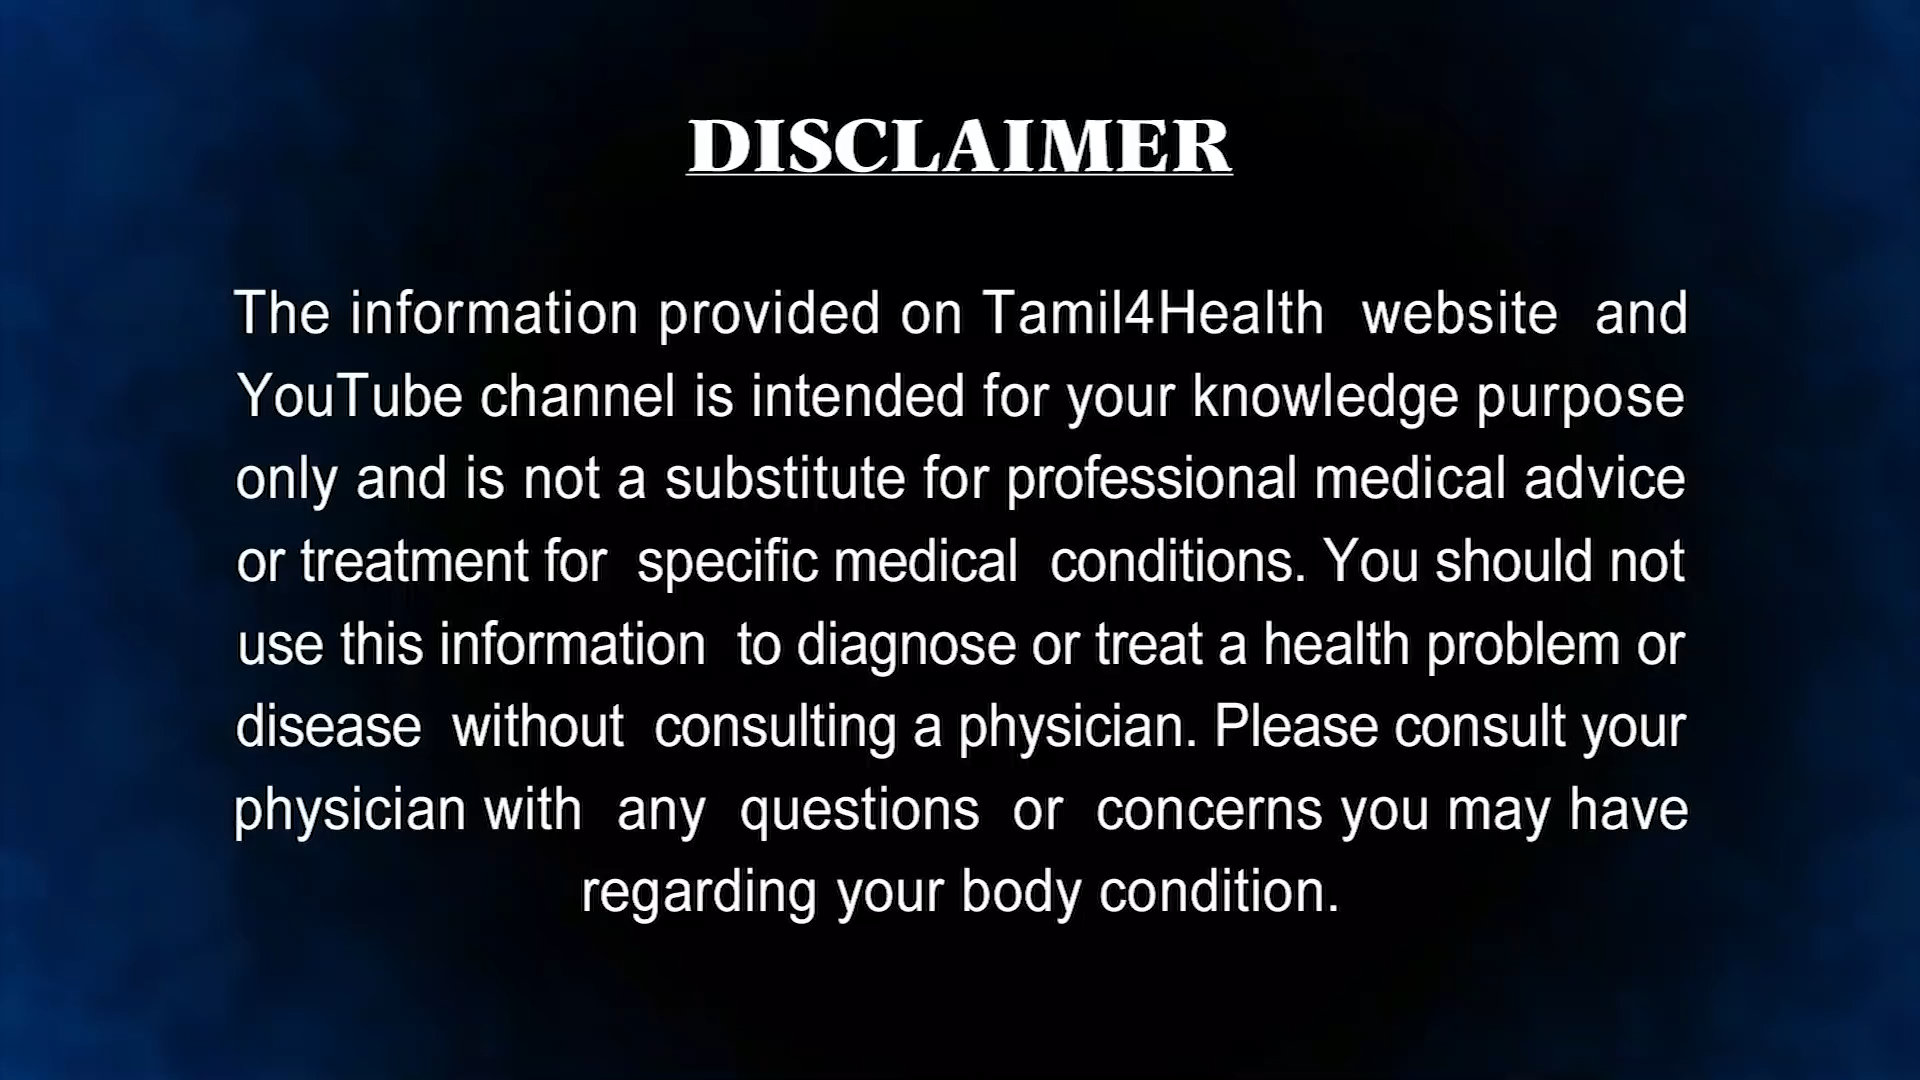 DISCLAIMER
The information provided on Tamil4Health website and
YouTube channel is intended for your knowledge purpose
only and is not a substitute for professional medical advice
or treatment for specific medical conditions. You should not
use this information to diagnose or treat a health problem or
disease without consulting a physician. Please consult your
physician with any questions or concerns you may have
regarding your body condition.